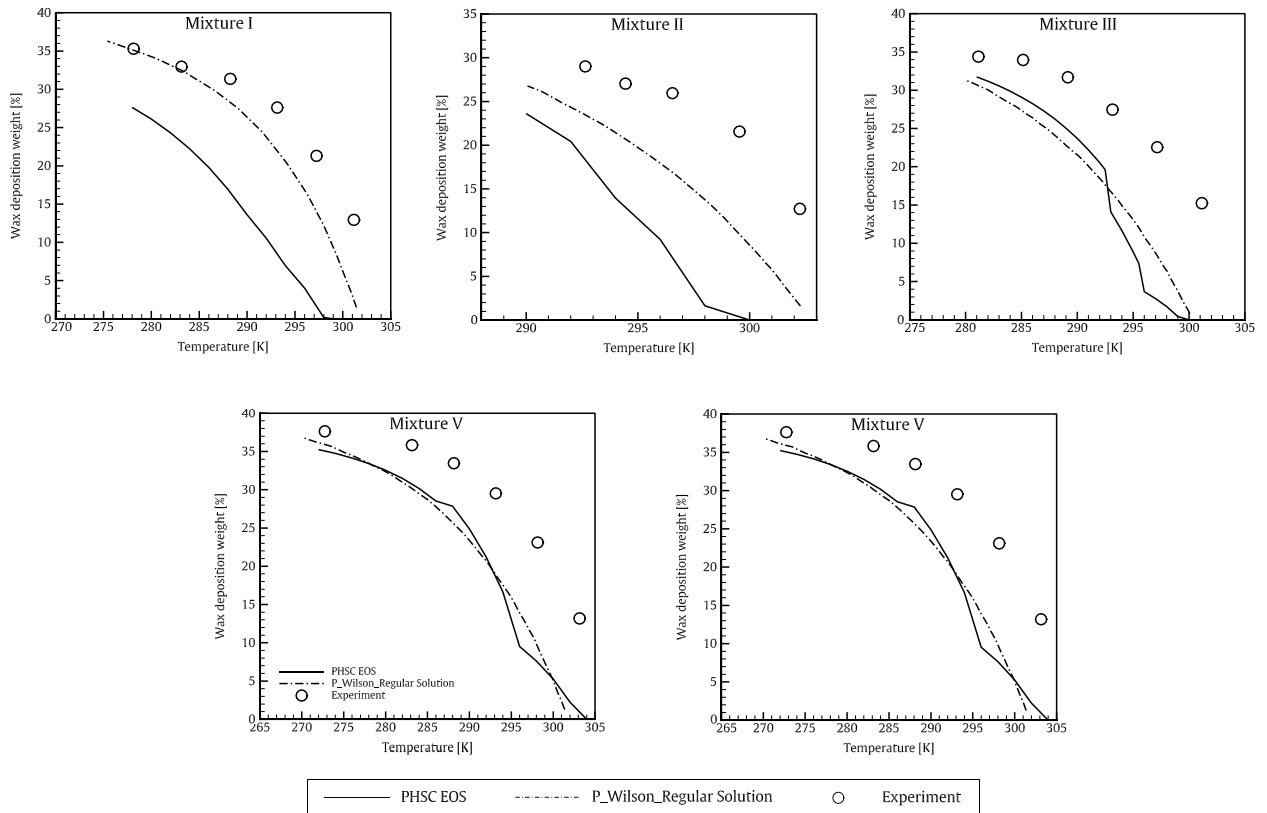 Mixture I
40
35
30
25
20
15
10
5
0
Wax deposition weight [%]
270 275 280 285 290 295 300 305
Temperature [K]
Mixture II
35
30
25
20
15
10
5
0
Wax deposition weight [%]
290 295 300
Temperature [K]
Mixture III
40
35
30
25
20
15
10
5
0
Wax deposition weight [%]
275 280 285 290 295 300 305
Temperature [K]
Mixture V
40
35
30
25
20
15
10
5
0
Wax deposition weight [%]
PHSC EOS
P_Wilson_Regular Solution
Experiment
265 270 275 280 285 290 295 300 305
Temperature [K]
Mixture V
40
35
30
25
20
15
10
5
0
Wax deposition weight [%]
265 270 275 280 285 290 295 300 305
Temperature [K]
PHSC EOS P_Wilson_Regular Solution Experiment